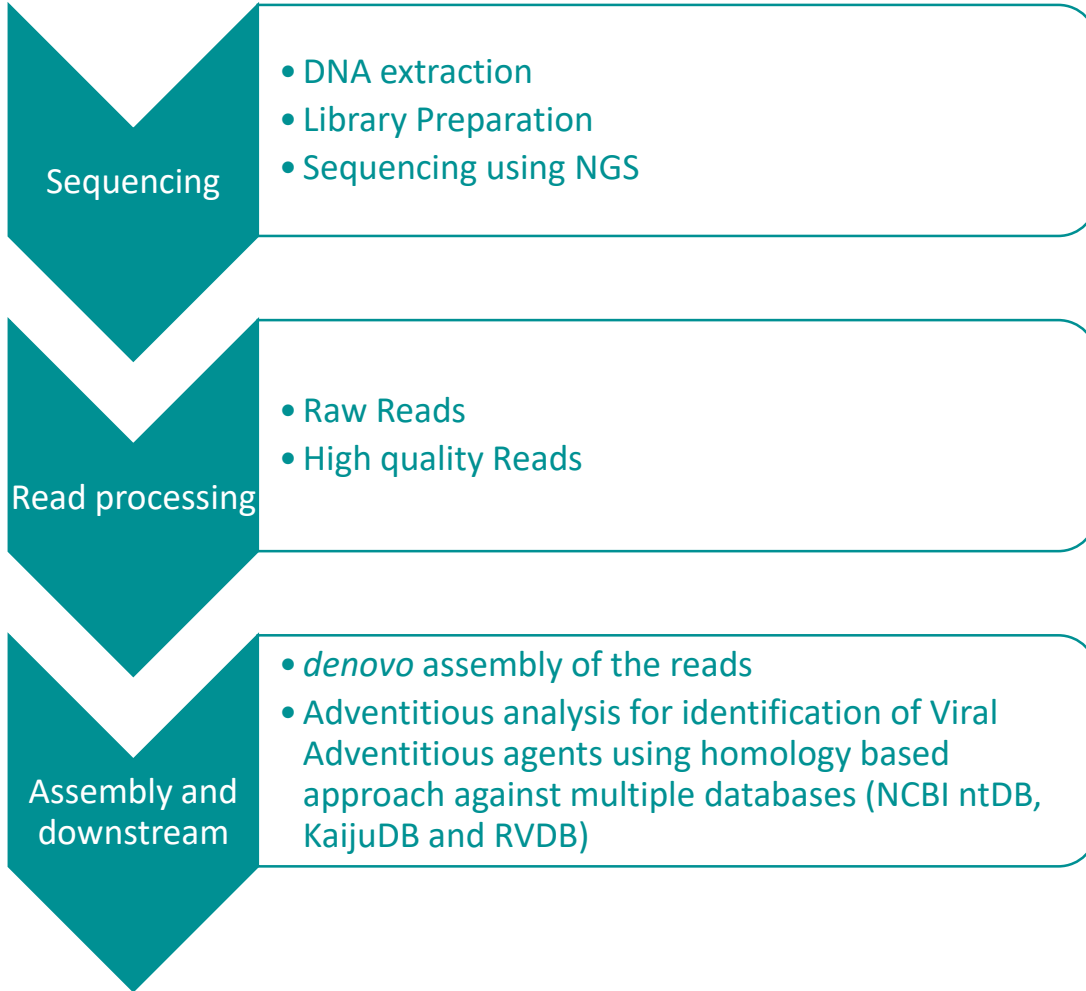 Sequencing
• DNA extraction
• Library Preparation
• Sequencing using NGS
Read processing
• Raw Reads
• High quality Reads
Assembly and
downstream
• denovo assembly of the reads
• Adventitious analysis for identification of Viral
Adventitious agents using homology based
approach against multiple databases (NCBI ntDB,
KaijuDB and RVDB)